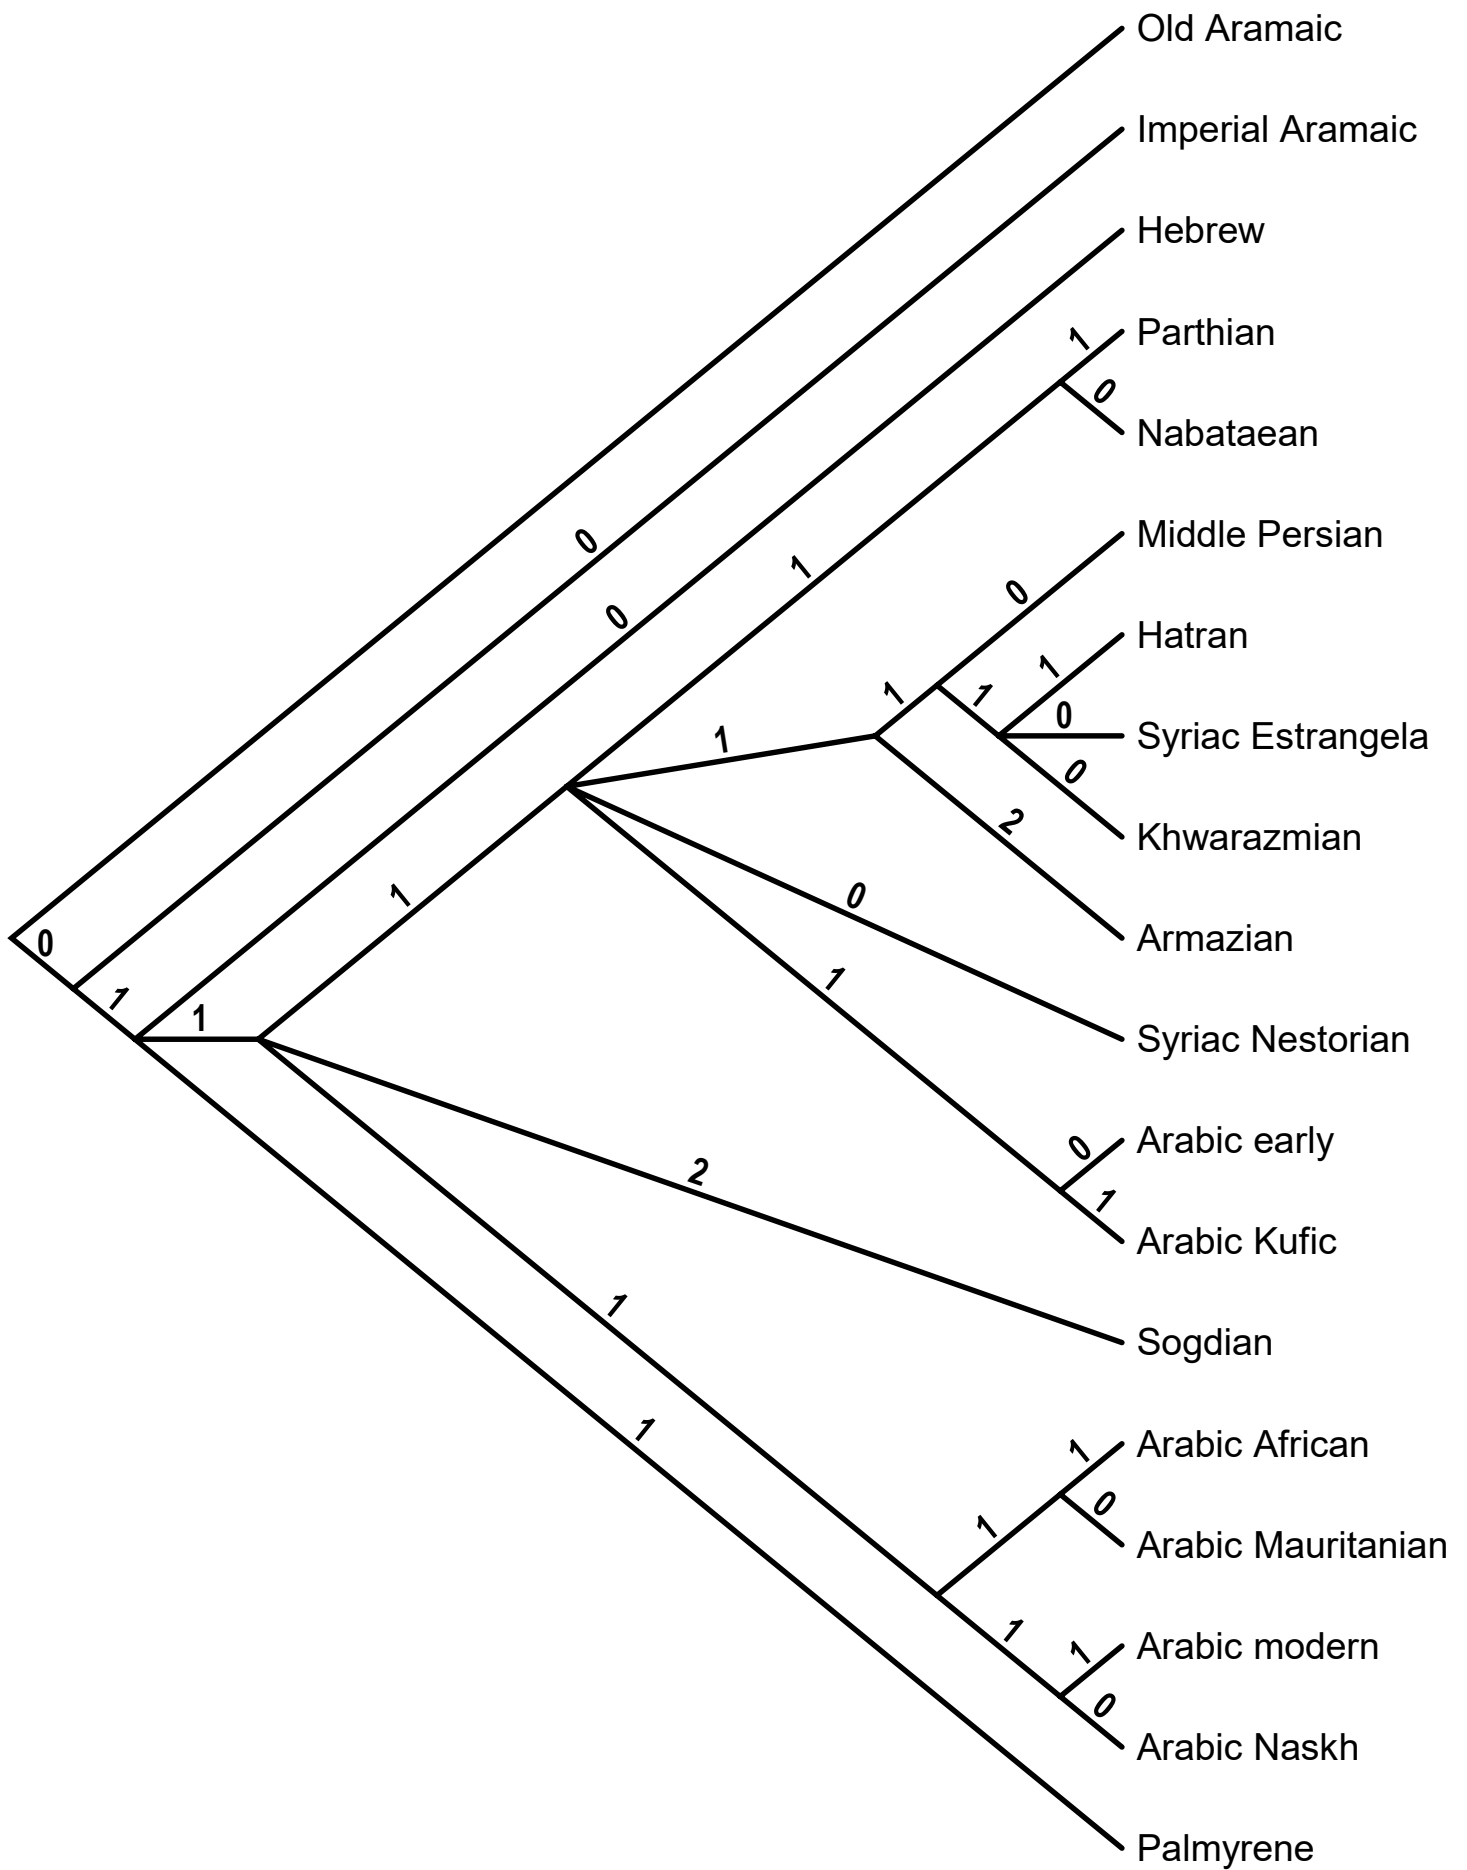 Old Aramaic
Imperial Aramaic
Hebrew
1
Parthian
0
Nabataean
0
1
Middle Persian
0
0
Hatran
1
1
1
0
Syriac Estrangela
1
0
Khwarazmian
2
1
0
Armazian
0
1
1
1
Syriac Nestorian
0
Arabic early
2
1
Arabic Kufic
1
Sogdian
1
1
Arabic African
0
1
Arabic Mauritanian
1
1
Arabic modern
0
Arabic Naskh
Palmyrene